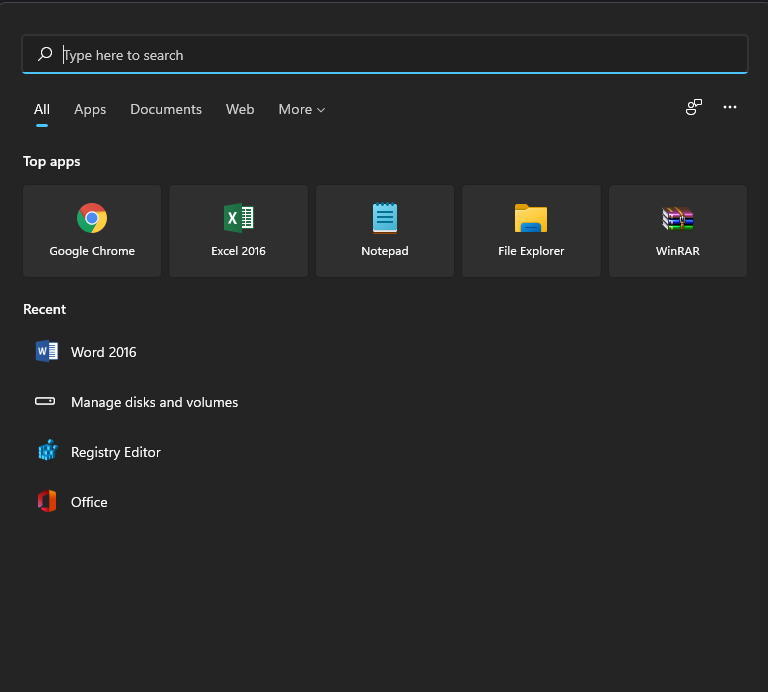 Type here to search
All Apps Documents Web More
Top apps
Google Chrome Excel 2016 Notepad File Explorer WinRAR
Recent
Word 2016
Manage disks and volumes
Registry Editor
Office